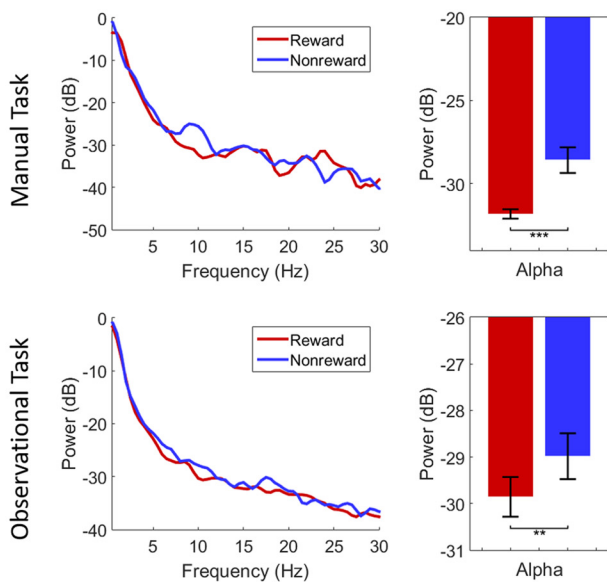 Manual Task
Power (dB)
0
-10
-20
-30
-40
-50
5 10 15 20 25 30
Frequency (Hz)
Reward
Nonreward
Power (dB)
-20
-25
-30
***
Alpha
Observational Task
Power (dB)
0
-10
-20
-30
-40
5 10 15 20 25 30
Frequency (Hz)
Reward
Nonreward
Power (dB)
-26
-27
-28
-29
-30
-31
**
Alpha